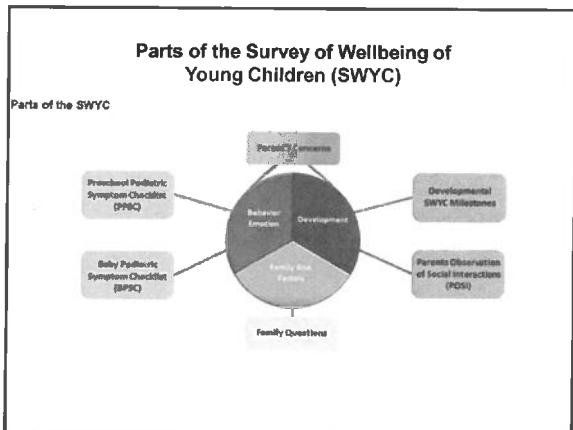 Parts of the Survey of Wellbeing of
Young Children (SWYC)
Parts of the SWYC
Parent's Concerns
Preschool Pediatric
Symptom Checklist
(PPSC)
Behavior
Emotion
Development
Developmental
SWYC Milestones
Baby Pediatric
Symptom Checklist
(BPSC)
Family Risk
Factors
Parents Observation
of Social Interactions
(POSI)
Family Questions